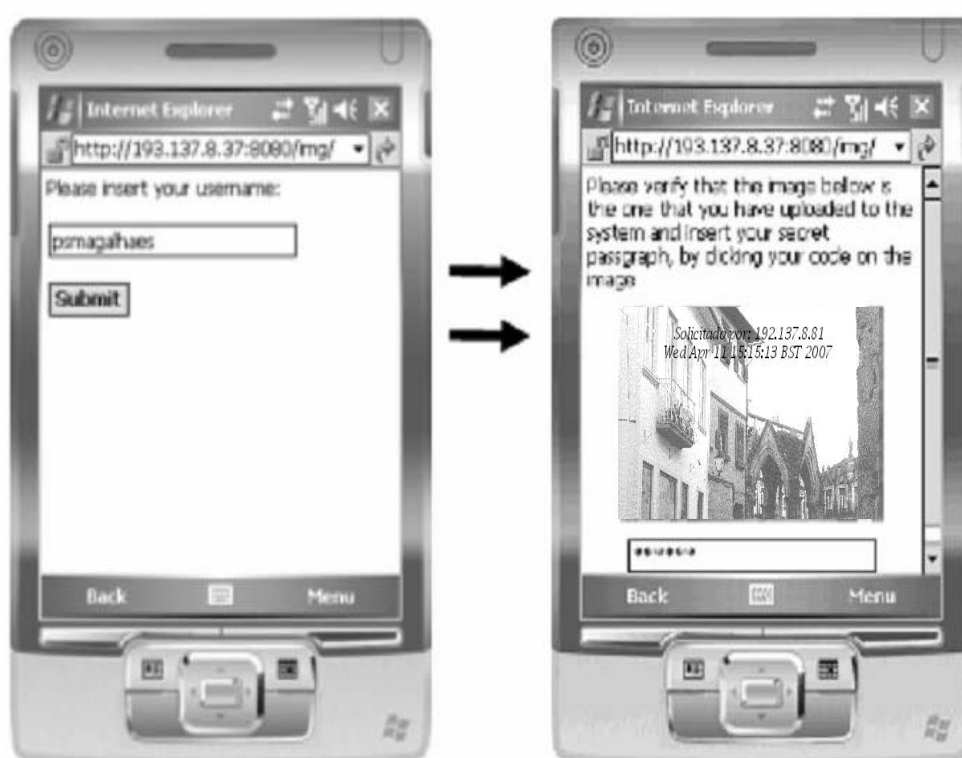 Internet Explorer
http://193.137.8.37:8080/img/
Please insert your username:
psmagalhaes
Submit
Back
Menu
Internet Explorer
http://193.137.8.37:8080/img/
Please verify that the image bellow is
the one that you have uploaded to the
system and insert your secret
passgraph, by clicking your code on the
image
Solicitado por: 192.137.8.81
Wed Apr 11 15:15:13 BST 2007
******
Back
Menu